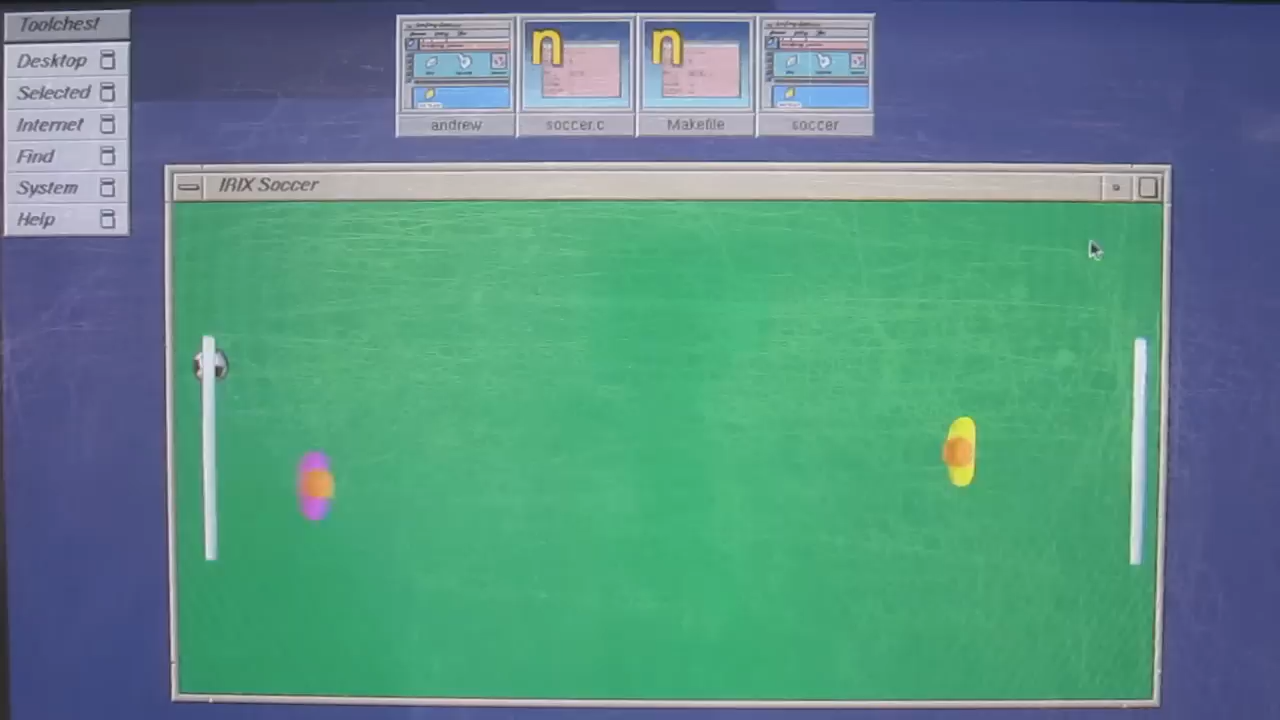 Toolchest
Desktop
Selected
Internet
Find
System
Help
n
n
andrew
soccer.c
Makefile
soccer
IRIX Soccer